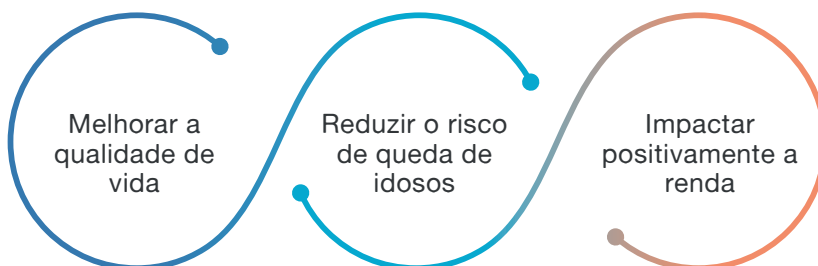 Melhorar a
qualidade de
vida
Reduzir o risco
de queda de
idosos
Impactar
positivamente a
renda